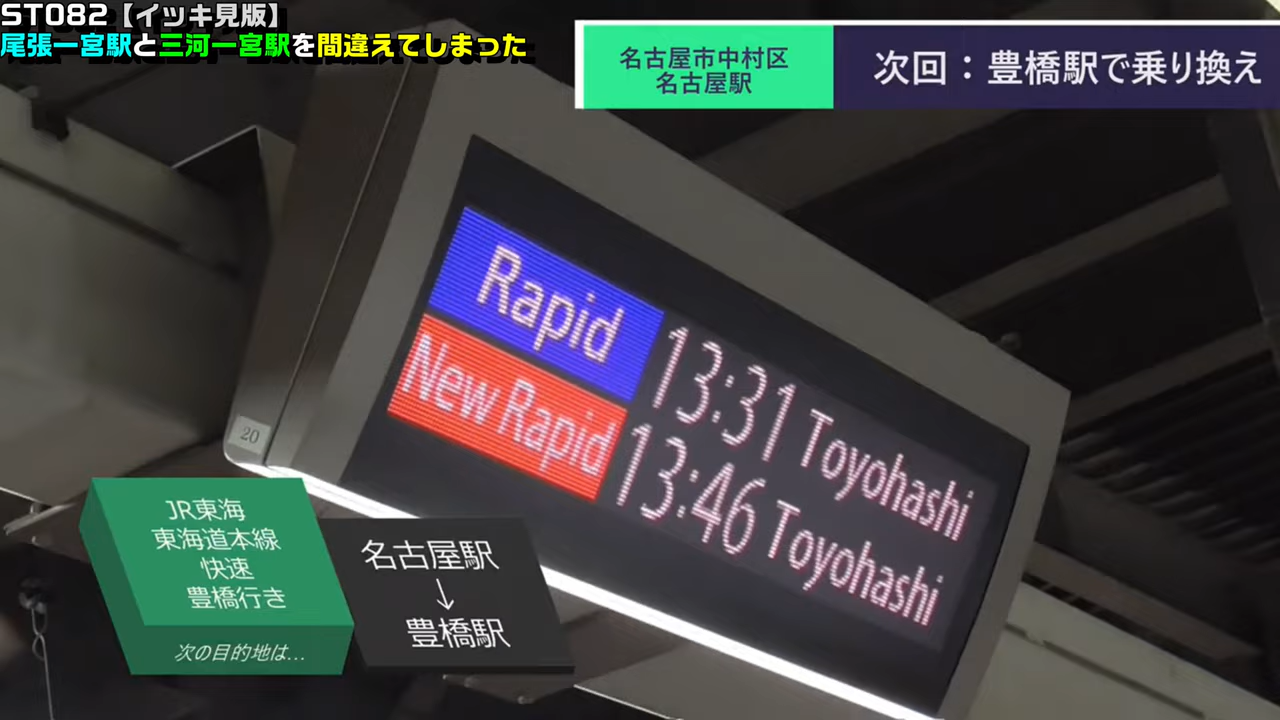 ST082【イッキ見版】
尾張一宮駅と三河一宮駅を間違えてしまった
名古屋市中村区
名古屋駅
次回：豊橋駅で乗り換え
Rapid 13:31 Toyohashi
New Rapid 13:46 Toyohashi
20
JR東海
東海道本線
快速
豊橋行き
次の目的地は...
名古屋駅
↓
豊橋駅